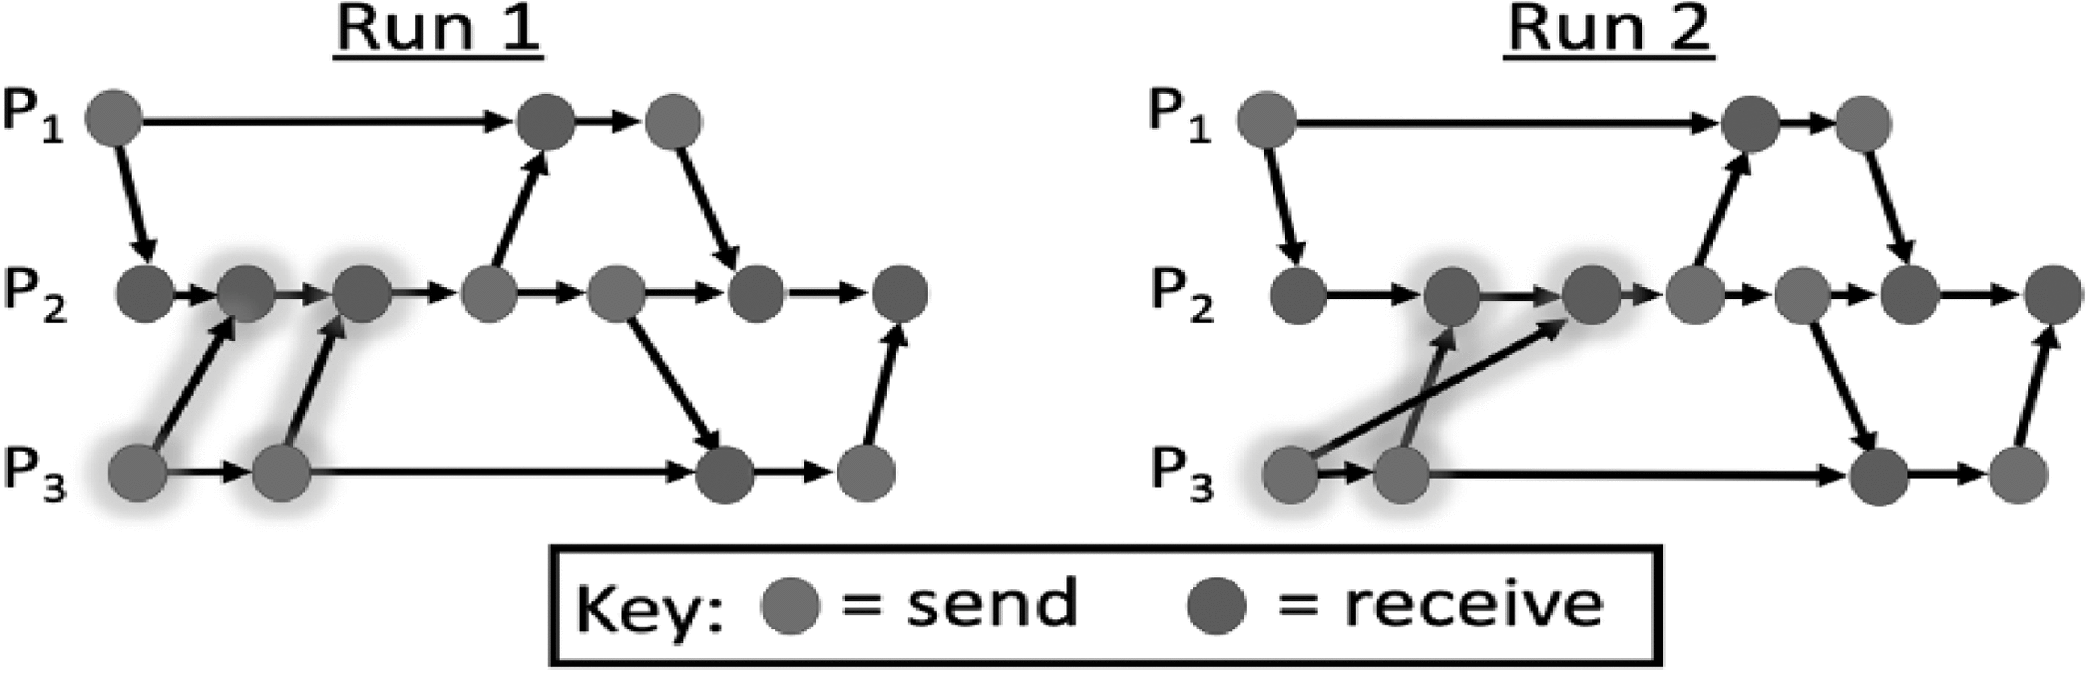 Run 1
Run 2
P1
P1
P2
P2
P3
P3
Key: = send = receive